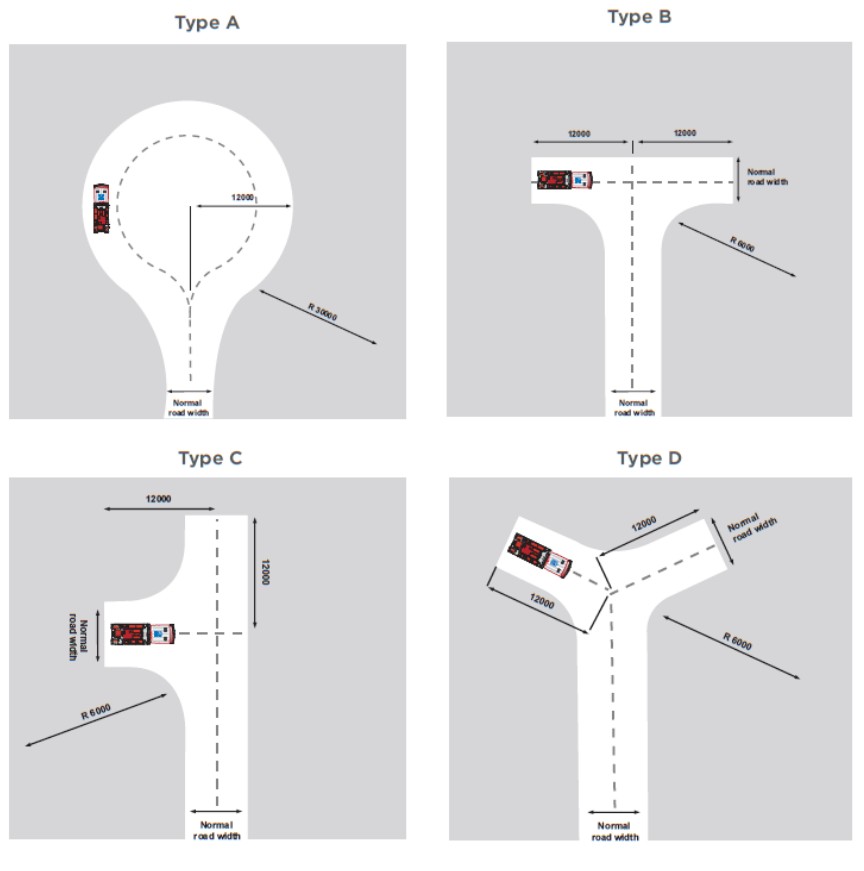 Type A
12000
R 30000
Normal
road width
Type B
12000
12000
Normal
road width
R 6000
Normal
road width
Type C
12000
12000
Normal
road width
R 6000
Normal
road width
Type D
12000
Normal
road width
12000
R 6000
Normal
road width